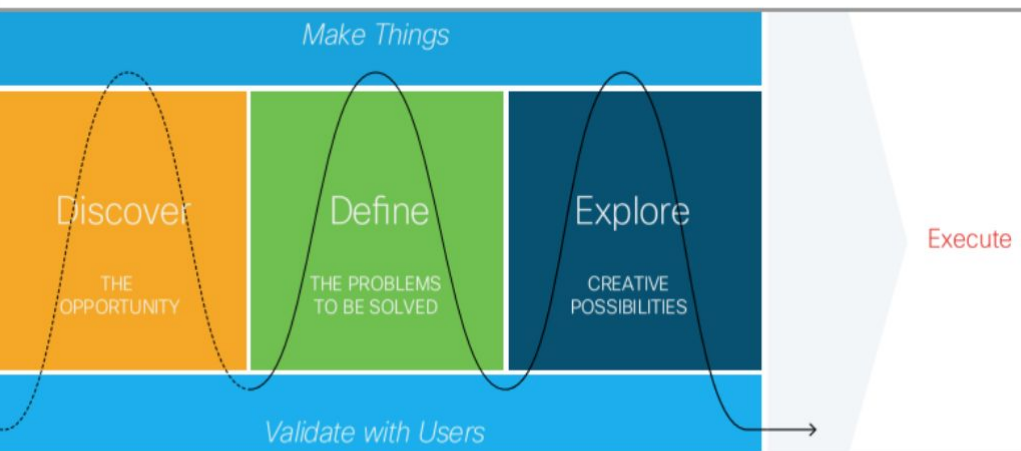 Make Things
Discover
THE
OPPORTUNITY
Define
THE PROBLEMS
TO BE SOLVED
Explore
CREATIVE
POSSIBILITIES
Execute
Validate with Users